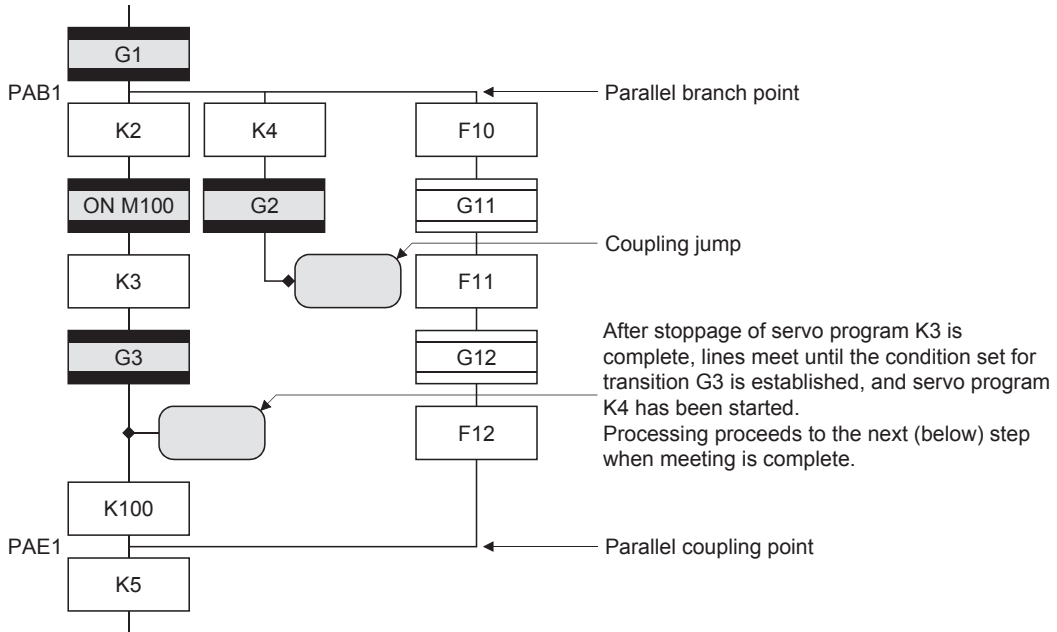 G1
PAB1
Parallel branch point
K2
K4
F10
ON M100
G2
G11
Coupling jump
K3
F11
G3
G12
After stoppage of servo program K3 is
complete, lines meet until the condition set for
transition G3 is established, and servo program
K4 has been started.
Processing proceeds to the next (below) step
when meeting is complete.
F12
K100
PAE1
Parallel coupling point
K5